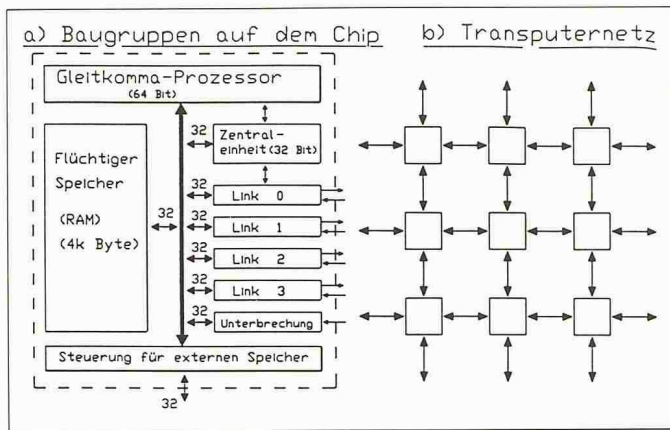 a) Baugruppen auf dem Chip
Gleitkomma-Prozessor
(64 Bit)
Flüchtiger
Speicher
(RAM)
(4k Byte)
32
32
Zentral-
einheit (32 Bit)
32
Link 0
32
Link 1
32
Link 2
32
Link 3
32
Unterbrechung
Steuerung für externen Speicher
32
b) Transputernetz